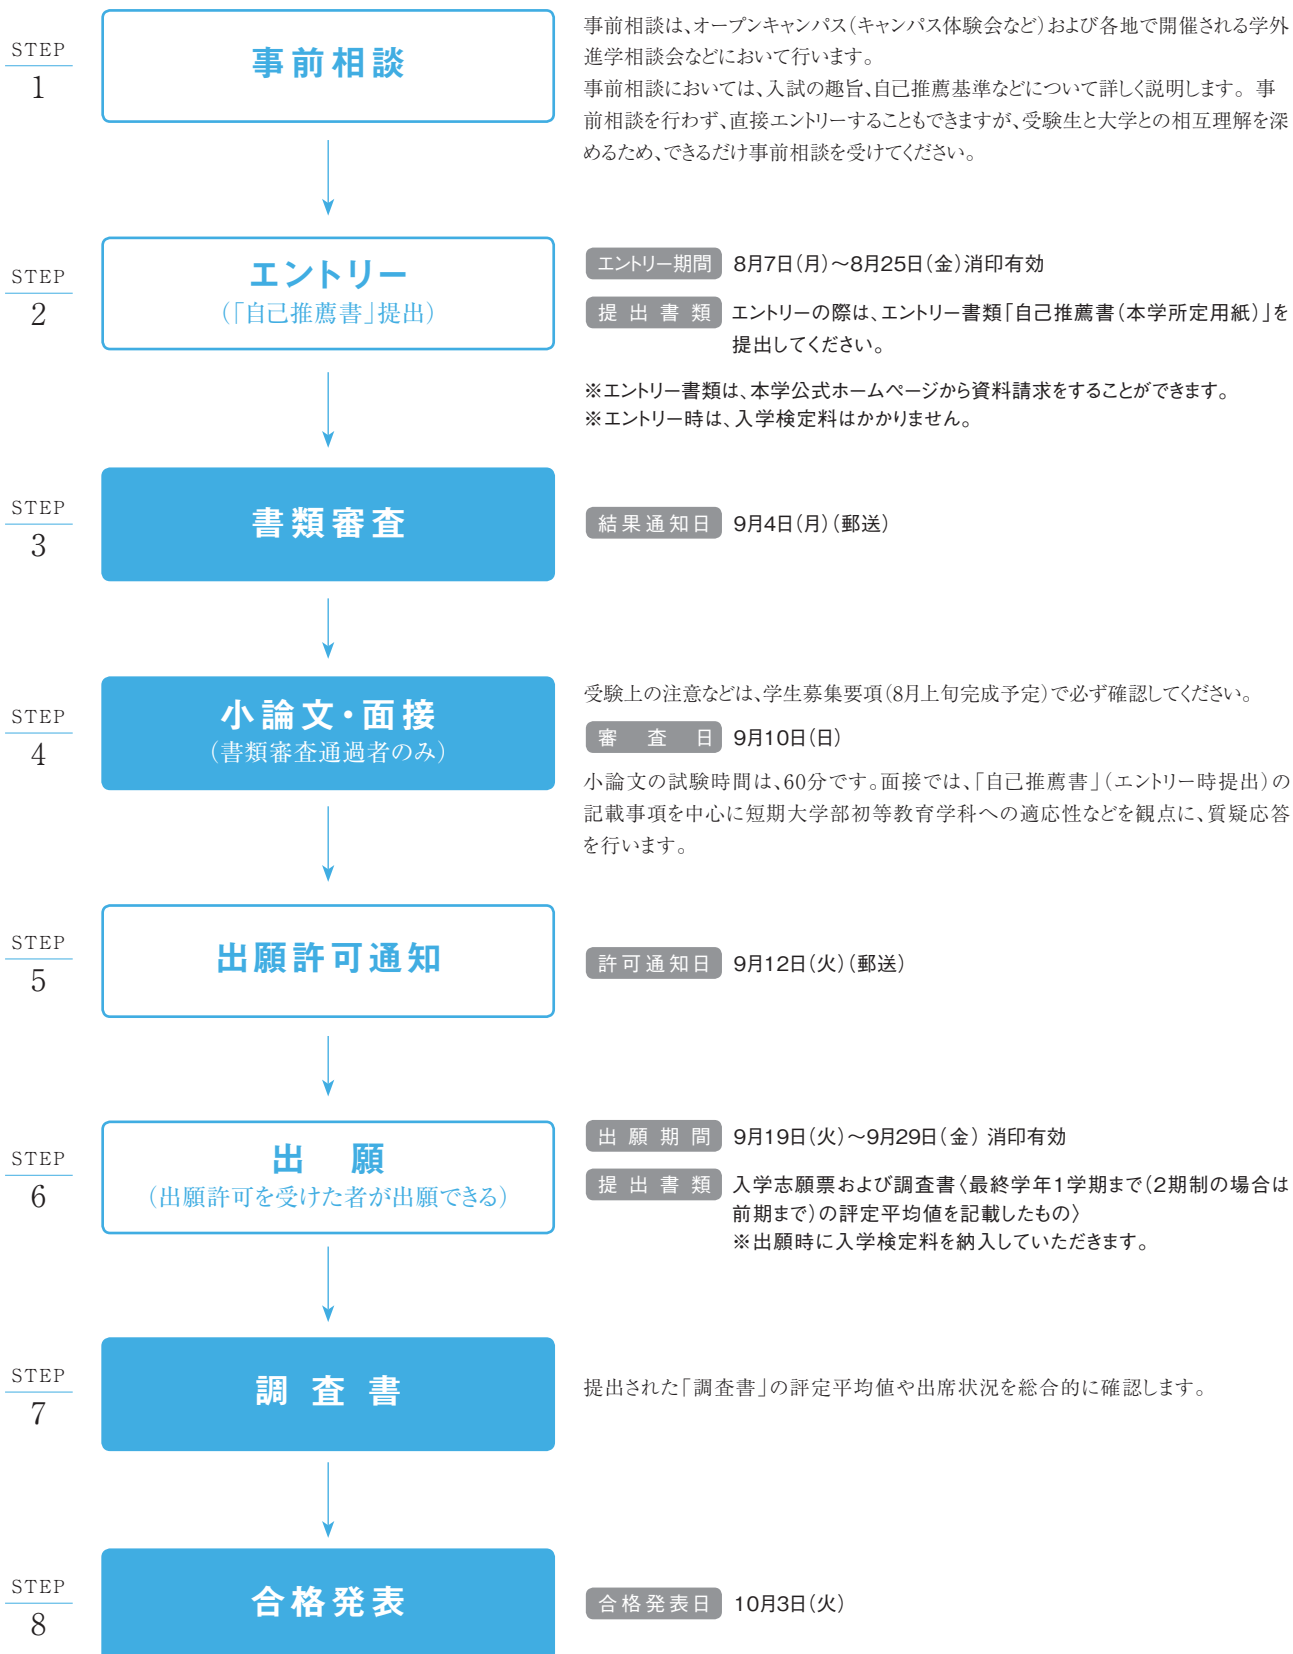 STEP
1
事前相談
事前相談は、オープンキャンパス（キャンパス体験会など）および各地で開催される学外
進学相談会などにおいて行います。
事前相談においては、入試の趣旨、自己推薦基準などについて詳しく説明します。事
前相談を行わず、直接エントリーすることもできますが、受験生と大学との相互理解を深
めるため、できるだけ事前相談を受けてください。
STEP
2
エントリー
（「自己推薦書」提出）
エントリー期間 8月7日（月）～8月25日（金）消印有効
提出書類 エントリーの際は、エントリー書類「自己推薦書（本学所定用紙）」を
提出してください。
※エントリー書類は、本学公式ホームページから資料請求をすることができます。
※エントリー時は、入学検定料はかかりません。
STEP
3
書類審査
結果通知日 9月4日（月）（郵送）
STEP
4
小論文・面接
（書類審査通過者のみ）
受験上の注意などは、学生募集要項（8月上旬完成予定）で必ず確認してください。
審査日 9月10日（日）
小論文の試験時間は、60分です。面接では、「自己推薦書」（エントリー時提出）の
記載事項を中心に短期大学部初等教育学科への適応性などを観点に、質疑応答
を行います。
STEP
5
出願許可通知
許可通知日 9月12日（火）（郵送）
STEP
6
出願
（出願許可を受けた者が出願できる）
出願期間 9月19日（火）～9月29日（金） 消印有効
提出書類 入学志願票および調査書〈最終学年1学期まで（2期制の場合は
前期まで）の評定平均値を記載したもの〉
※出願時に入学検定料を納入していただきます。
STEP
7
調査書
提出された「調査書」の評定平均値や出席状況を総合的に確認します。
STEP
8
合格発表
合格発表日 10月3日（火）